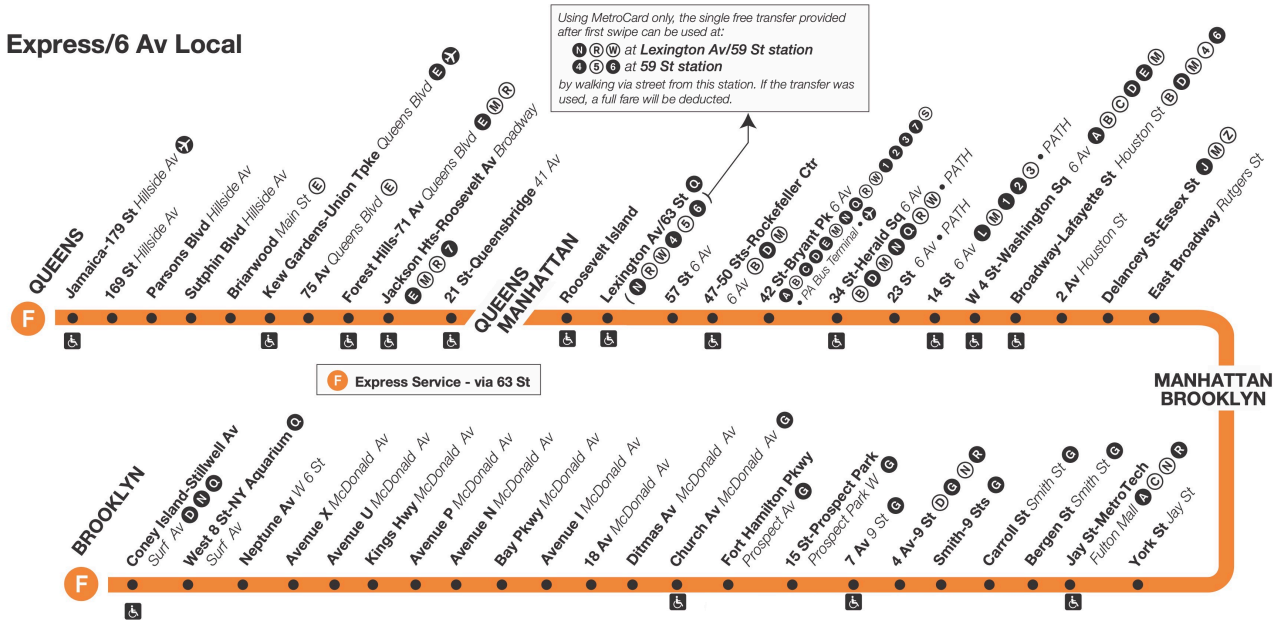 Express/6 Av Local
Using MetroCard only, the single free transfer provided
after first swipe can be used at:
N R W at Lexington Av/59 St station
4 5 6 at 59 St station
by walking via street from this station. If the transfer was
used, a full fare will be deducted.
F
QUEENS
Jamaica-179 St Hillside Av
169 St Hillside Av
Parsons Blvd Hillside Av
Sutphin Blvd Hillside Av
Briarwood Main St E
Kew Gardens-Union Tpke Queens Blvd E
75 Av Queens Blvd E
Forest Hills-71 Av Queens Blvd E M R
Jackson Hts-Roosevelt Av Broadway
E M R 7
21 St-Queensbridge 41 Av
QUEENS
MANHATTAN
Roosevelt Island
Lexington Av/63 St Q
(N R W 4 5 6)
57 St 6 Av
47-50 Sts-Rockefeller Ctr
6 Av B D M
42 St-Bryant Pk 6 Av
A B C D E M N Q R W 1 2 3 7 S
• PA Bus Terminal •
34 St-Herald Sq 6 Av
B D M N Q R W • PATH
23 St 6 Av • PATH
14 St 6 Av L M 1 2 3 • PATH
W 4 St-Washington Sq 6 Av A B C D E M
Broadway-Lafayette St Houston St B D M 4 6
2 Av Houston St
Delancey St-Essex St J M Z
East Broadway Rutgers St
F Express Service - via 63 St
MANHATTAN
BROOKLYN
F
BROOKLYN
Coney Island-Stillwell Av
Surf Av D N Q
West 8 St-NY Aquarium Q
Surf Av
Neptune Av W 6 St
Avenue X McDonald Av
Avenue U McDonald Av
Kings Hwy McDonald Av
Avenue P McDonald Av
Avenue N McDonald Av
Bay Pkwy McDonald Av
Avenue I McDonald Av
18 Av McDonald Av
Ditmas Av McDonald Av
Church Av McDonald Av G
Fort Hamilton Pkwy
Prospect Av G
15 St-Prospect Park
Prospect Park W G
7 Av 9 St G
4 Av-9 St D G N R
Smith-9 Sts G
Carroll St Smith St G
Bergen St Smith St G
Jay St-MetroTech
Fulton Mall A C N R
York St Jay St